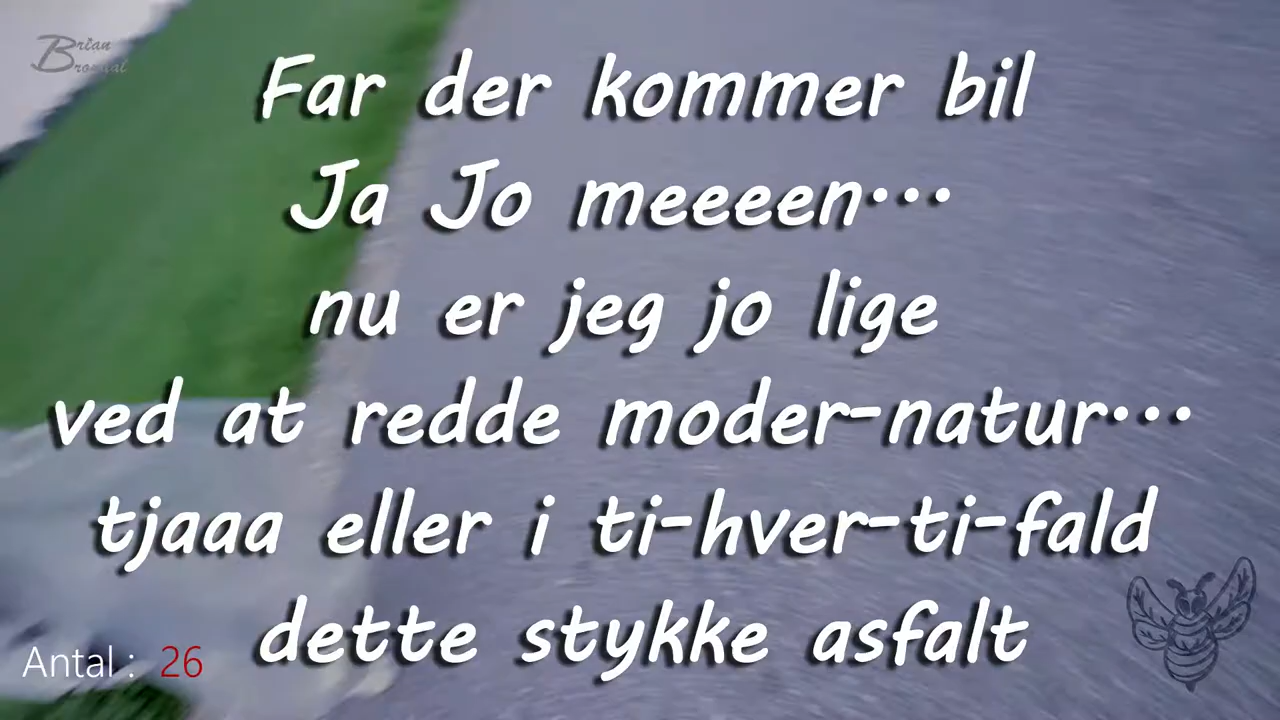 Brian
Far der kommer bil
Ja Jo meeeen...
nu er jeg jo lige
ved at redde moder-natur...
tjaaa eller i ti-hver-ti-fald
dette stykke asfalt
Antal : 26